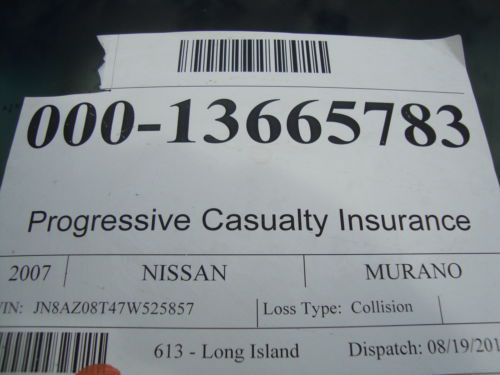 000-13665783
Progressive Casualty Insurance
2007 NISSAN MURANO
VIN: JN8AZ08T47W525857 Loss Type: Collision
613 - Long Island Dispatch: 08/19/201